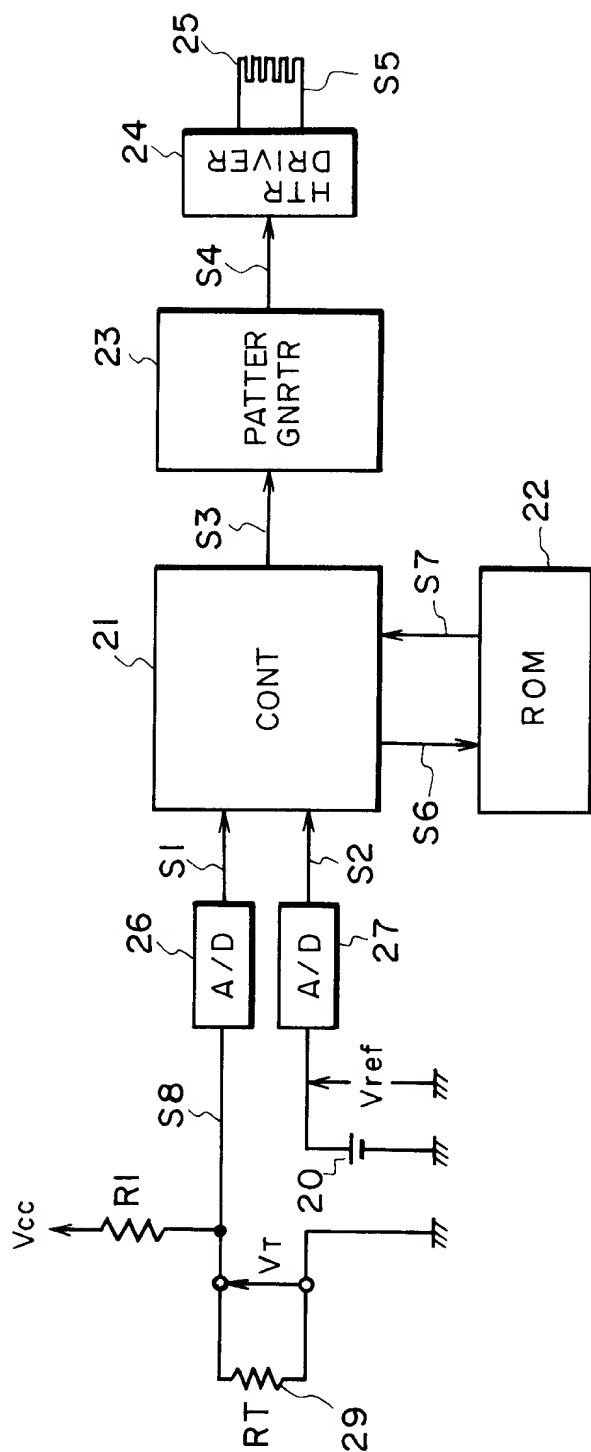 Vcc
R1
RT
29
VT
S8
20
Vref
26
A/D
S1
27
A/D
S2
21
CONT
S6
S7
22
ROM
S3
23
PATTER
GNRTR
S4
24
HTR
DRIVER
25
S5